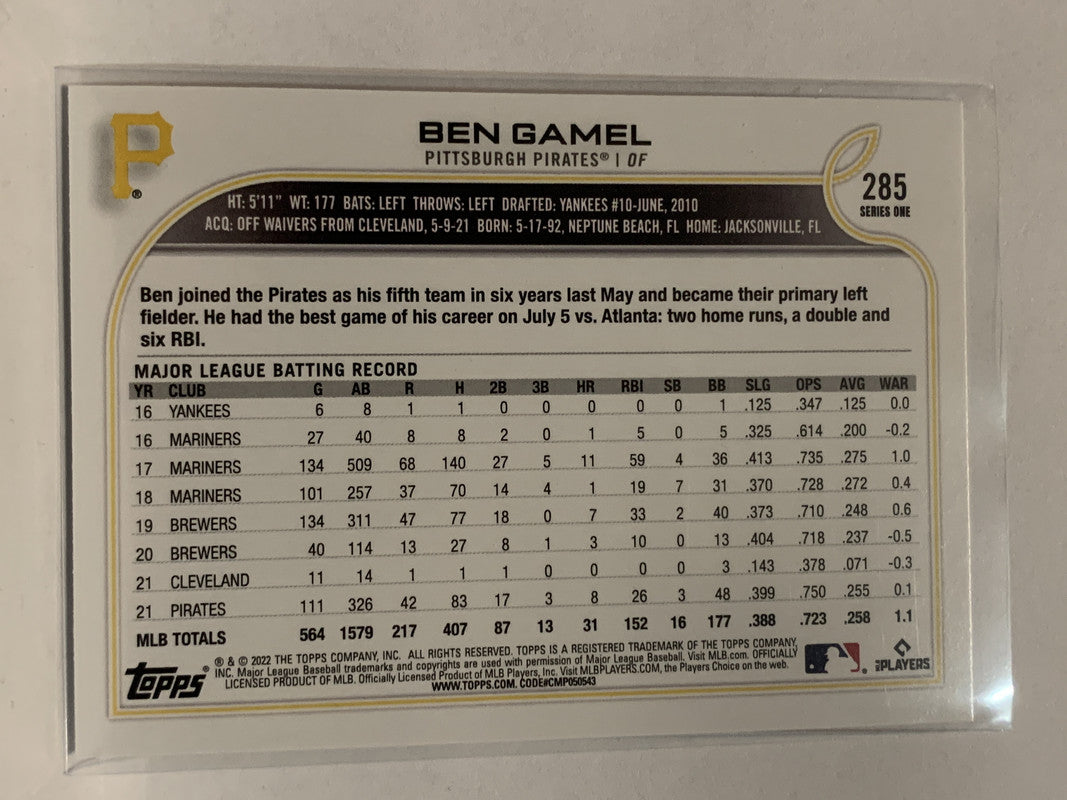 P®
BEN GAMEL
PITTSBURGH PIRATES® | OF
285
SERIES ONE
HT: 5'11" WT: 177 BATS: LEFT THROWS: LEFT DRAFTED: YANKEES #10-JUNE, 2010
ACQ: OFF WAIVERS FROM CLEVELAND, 5-9-21 BORN: 5-17-92, NEPTUNE BEACH, FL HOME: JACKSONVILLE, FL
Ben joined the Pirates as his fifth team in six years last May and became their primary left
fielder. He had the best game of his career on July 5 vs. Atlanta: two home runs, a double and
six RBI.
MAJOR LEAGUE BATTING RECORD
YR CLUB G AB R H 2B 3B HR RBI SB BB SLG OPS AVG WAR
16 YANKEES 6 8 1 1 0 0 0 0 0 1 .125 .347 .125 0.0
16 MARINERS 27 40 8 8 2 0 1 5 0 5 .325 .614 .200 -0.2
17 MARINERS 134 509 68 140 27 5 11 59 4 36 .413 .735 .275 1.0
18 MARINERS 101 257 37 70 14 4 1 19 7 31 .370 .728 .272 0.4
19 BREWERS 134 311 47 77 18 0 7 33 2 40 .373 .710 .248 0.6
20 BREWERS 40 114 13 27 8 1 3 10 0 13 .404 .718 .237 -0.5
21 CLEVELAND 11 14 1 1 1 0 0 0 0 3 .143 .378 .071 -0.3
21 PIRATES 111 326 42 83 17 3 8 26 3 48 .399 .750 .255 0.1
MLB TOTALS 564 1579 217 407 87 13 31 152 16 177 .388 .723 .258 1.1
Topps®
® & © 2022 THE TOPPS COMPANY, INC. ALL RIGHTS RESERVED. TOPPS IS A REGISTERED TRADEMARK OF THE TOPPS COMPANY,
INC. Major League Baseball trademarks and copyrights are used with permission of Major League Baseball. Visit MLB.com. OFFICIALLY
LICENSED PRODUCT OF MLB. Officially Licensed Product of MLB Players, Inc. Visit MLBPLAYERS.COM, the Players Choice on the web.
WWW.TOPPS.COM. CODE#CMP050543
MLB PLAYERS